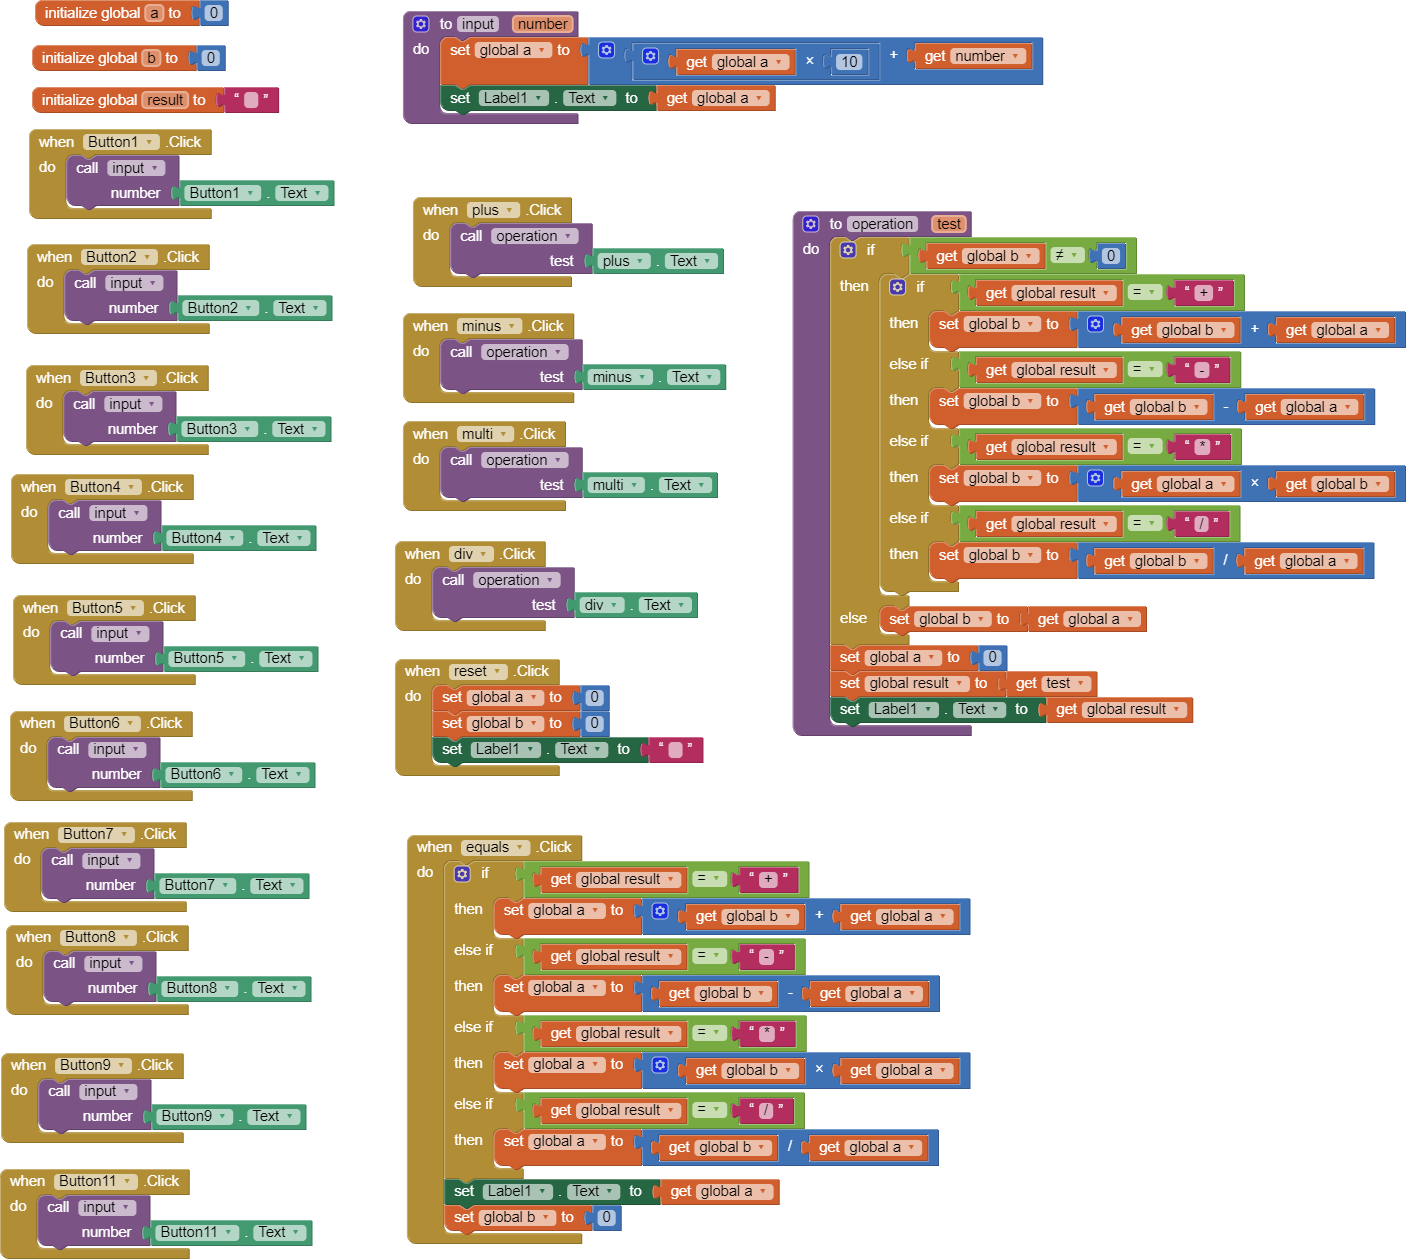 initialize global a to 0
initialize global b to 0
initialize global result to " "
when Button1 .Click
do call input
number Button1 . Text
when Button2 .Click
do call input
number Button2 . Text
when Button3 .Click
do call input
number Button3 . Text
when Button4 .Click
do call input
number Button4 . Text
when Button5 .Click
do call input
number Button5 . Text
when Button6 .Click
do call input
number Button6 . Text
when Button7 .Click
do call input
number Button7 . Text
when Button8 .Click
do call input
number Button8 . Text
when Button9 .Click
do call input
number Button9 . Text
when Button11 .Click
do call input
number Button11 . Text
to input number
do set global a to get global a × 10 + get number
set Label1 . Text to get global a
when plus .Click
do call operation
test plus . Text
when minus .Click
do call operation
test minus . Text
when multi .Click
do call operation
test multi . Text
when div .Click
do call operation
test div . Text
when reset .Click
do set global a to 0
set global b to 0
set Label1 . Text to " "
when equals .Click
do if get global result = " + "
then set global a to get global b + get global a
else if get global result = " - "
then set global a to get global b - get global a
else if get global result = " * "
then set global a to get global b × get global a
else if get global result = " / "
then set global a to get global b / get global a
set Label1 . Text to get global a
set global b to 0
to operation test
do if get global b ≠ 0
then if get global result = " + "
then set global b to get global b + get global a
else if get global result = " - "
then set global b to get global b - get global a
else if get global result = " * "
then set global b to get global a × get global b
else if get global result = " / "
then set global b to get global b / get global a
else set global b to get global a
set global a to 0
set global result to get test
set Label1 . Text to get global result